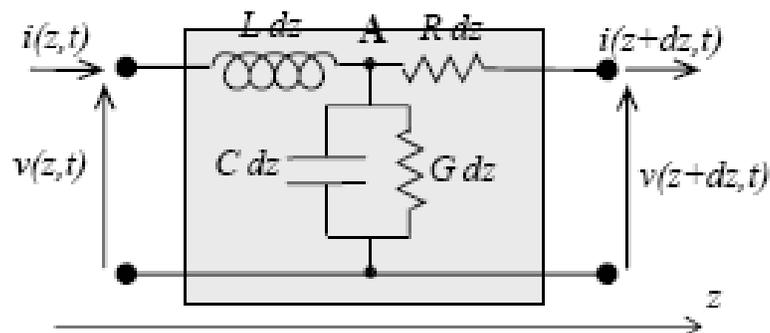 L dz A R dz
i(z,t) i(z+dz,t)
C dz G dz
v(z,t) v(z+dz,t)
z